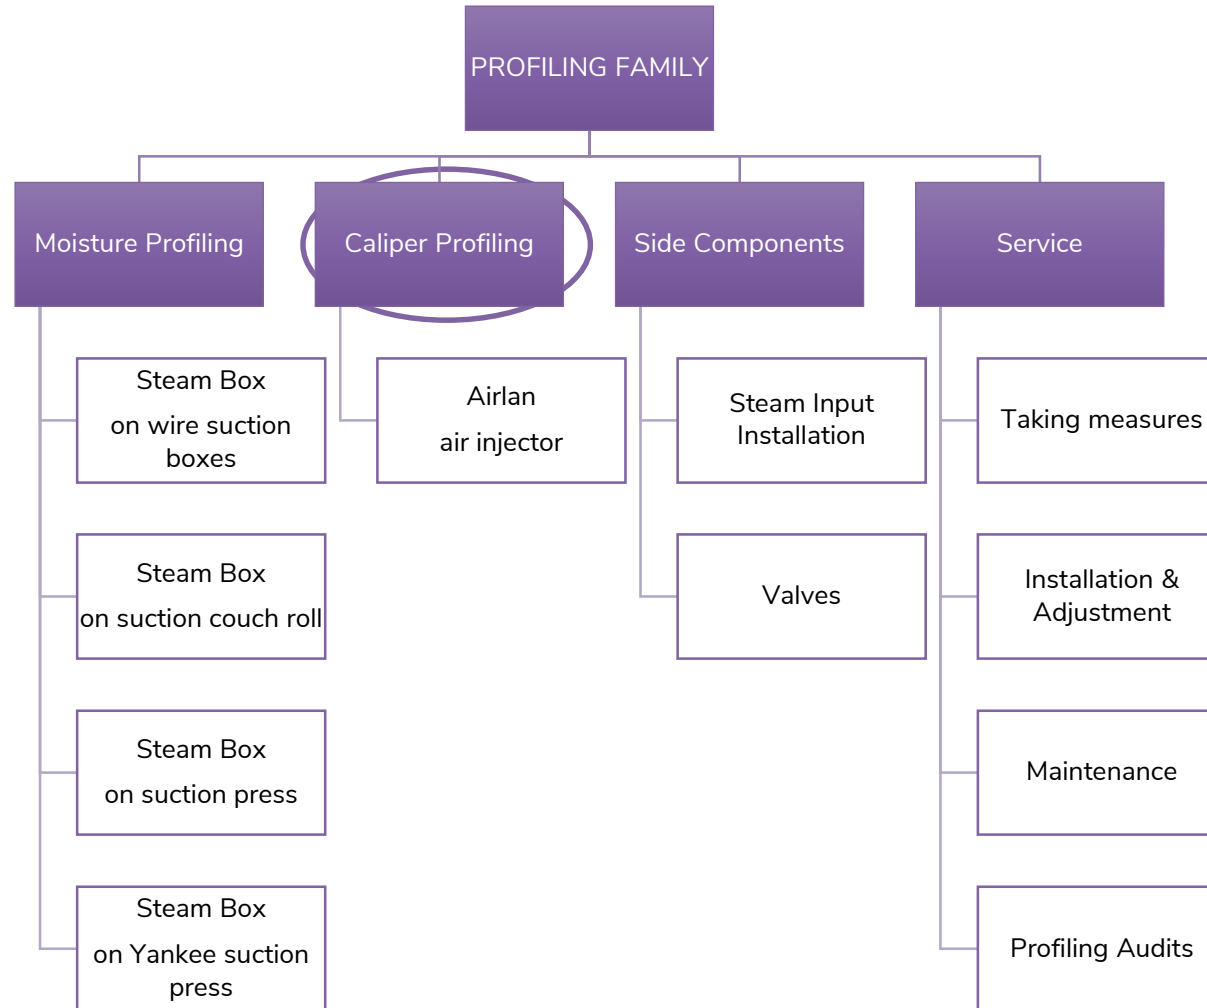 PROFILING FAMILY
Moisture Profiling
Caliper Profiling
Side Components
Service
Steam Box
on wire suction
boxes
Airlan
air injector
Steam Input
Installation
Taking measures
Steam Box
on suction couch roll
Valves
Installation &
Adjustment
Steam Box
on suction press
Maintenance
Steam Box
on Yankee suction
press
Profiling Audits